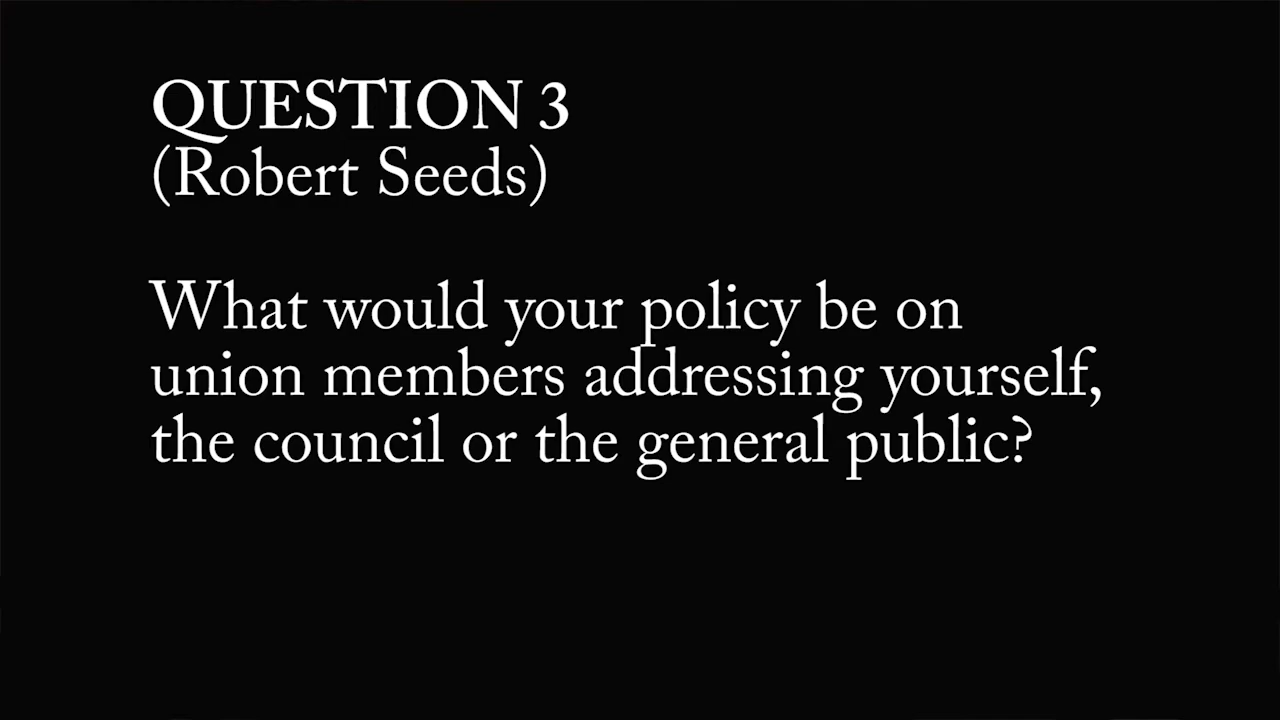 QUESTION 3
(Robert Seeds)
What would your policy be on
union members addressing yourself,
the council or the general public?